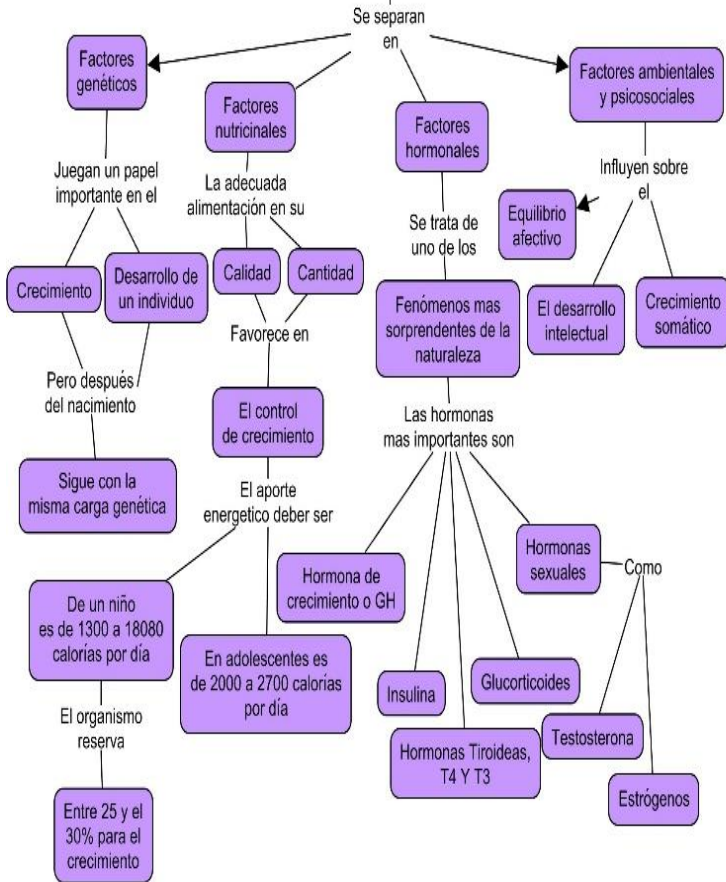 Se separan
en
Factores
genéticos
Juegan un papel
importante en el
Crecimiento
Desarrollo de
un individuo
Pero después
del nacimiento
Sigue con la
misma carga genética
Factores
nutricinales
La adecuada
alimentación en su
Calidad
Cantidad
Favorece en
El control
de crecimiento
El aporte
energetico deber ser
De un niño
es de 1300 a 18080
calorías por día
El organismo
reserva
Entre 25 y el
30% para el
crecimiento
En adolescentes es
de 2000 a 2700 calorías
por día
Factores
hormonales
Se trata de
uno de los
Fenómenos mas
sorprendentes de la
naturaleza
Las hormonas
mas importantes son
Hormona de
crecimiento o GH
Insulina
Hormonas Tiroideas,
T4 Y T3
Glucorticoides
Hormonas
sexuales
Como
Testosterona
Estrógenos
Factores ambientales
y psicosociales
Influyen sobre
el
Equilibrio
afectivo
El desarrollo
intelectual
Crecimiento
somático